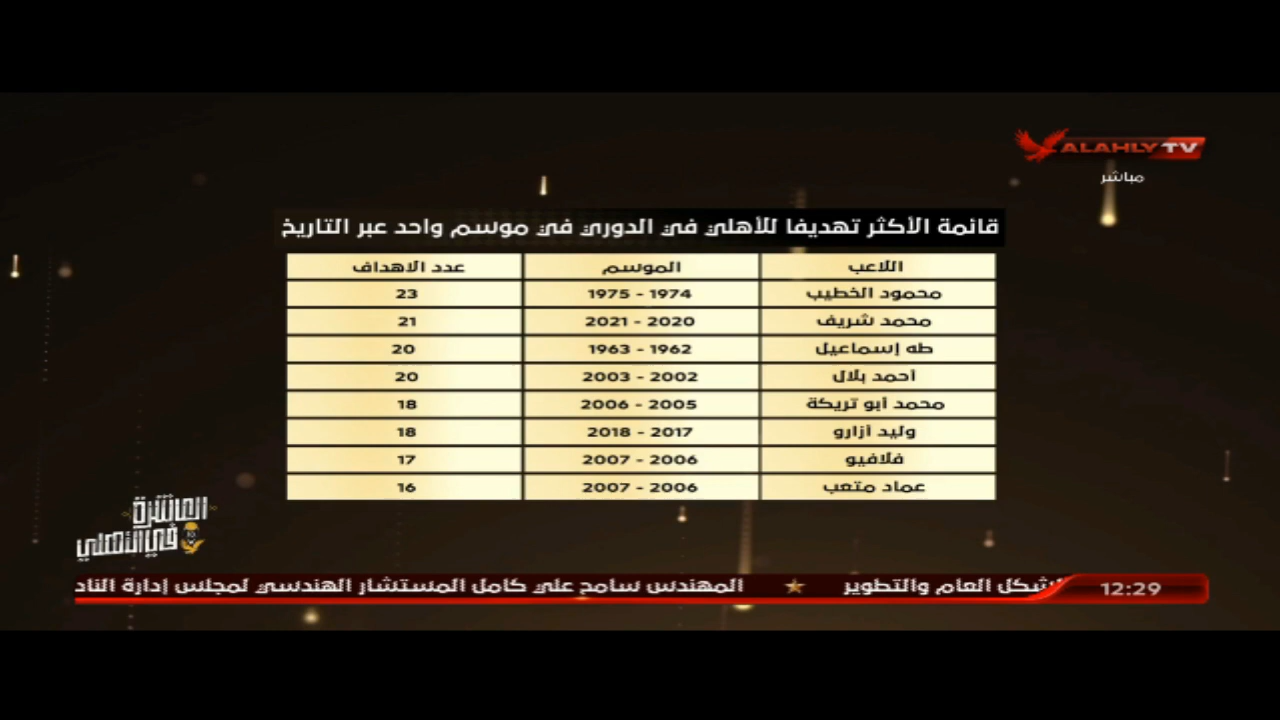 ALAHLY TV
مباشر
قائمة الأكثر تهديفا للأهلي في الدوري في موسم واحد عبر التاريخ
اللاعب الموسم عدد الاهداف
محمود الخطيب 1974 - 1975 23
محمد شريف 2020 - 2021 21
طه إسماعيل 1962 - 1963 20
أحمد بلال 2002 - 2003 20
محمد أبو تريكة 2005 - 2006 18
وليد أزارو 2017 - 2018 18
فلافيو 2006 - 2007 17
عماد متعب 2006 - 2007 16
العاشرة
في الأهلي
12:29 لشكل العام والتطوير ★ المهندس سامح علي كامل المستشار الهندسي لمجلس إدارة الناد